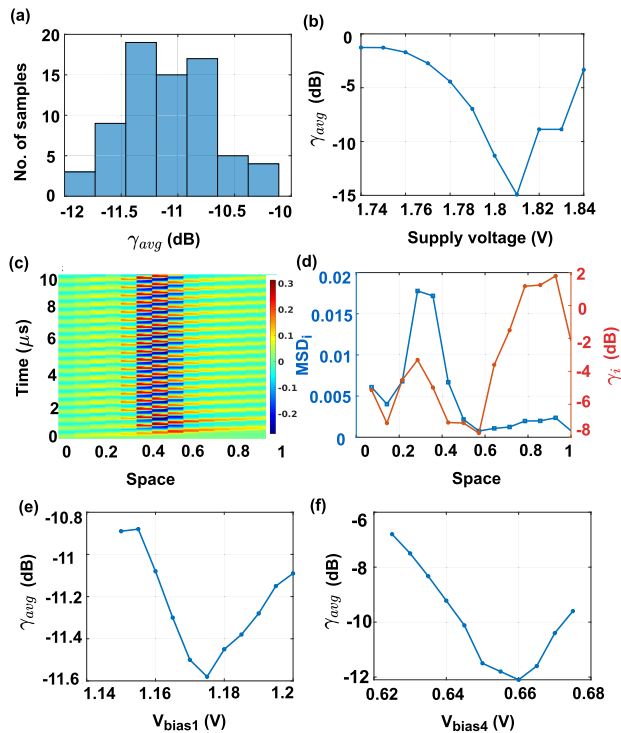 (a)
20
15
10
5
0
No. of samples
-12 -11.5 -11 -10.5 -10
γavg (dB)
(b)
0
-5
-10
-15
γavg (dB)
1.74 1.76 1.78 1.8 1.82 1.84
Supply voltage (V)
(c)
10
8
6
4
2
0
Time (μs)
0 0.2 0.4 0.6 0.8 1
Space
0.3
0.2
0.1
0
-0.1
-0.2
(d)
0.02
0.015
0.01
0.005
0
MSDi
2
0
-2
-4
-6
-8
γi (dB)
0 0.2 0.4 0.6 0.8 1
Space
(e)
-10.8
-11
-11.2
-11.4
-11.6
γavg (dB)
1.14 1.16 1.18 1.2
Vbias1 (V)
(f)
-6
-8
-10
-12
γavg (dB)
0.62 0.64 0.66 0.68
Vbias4 (V)